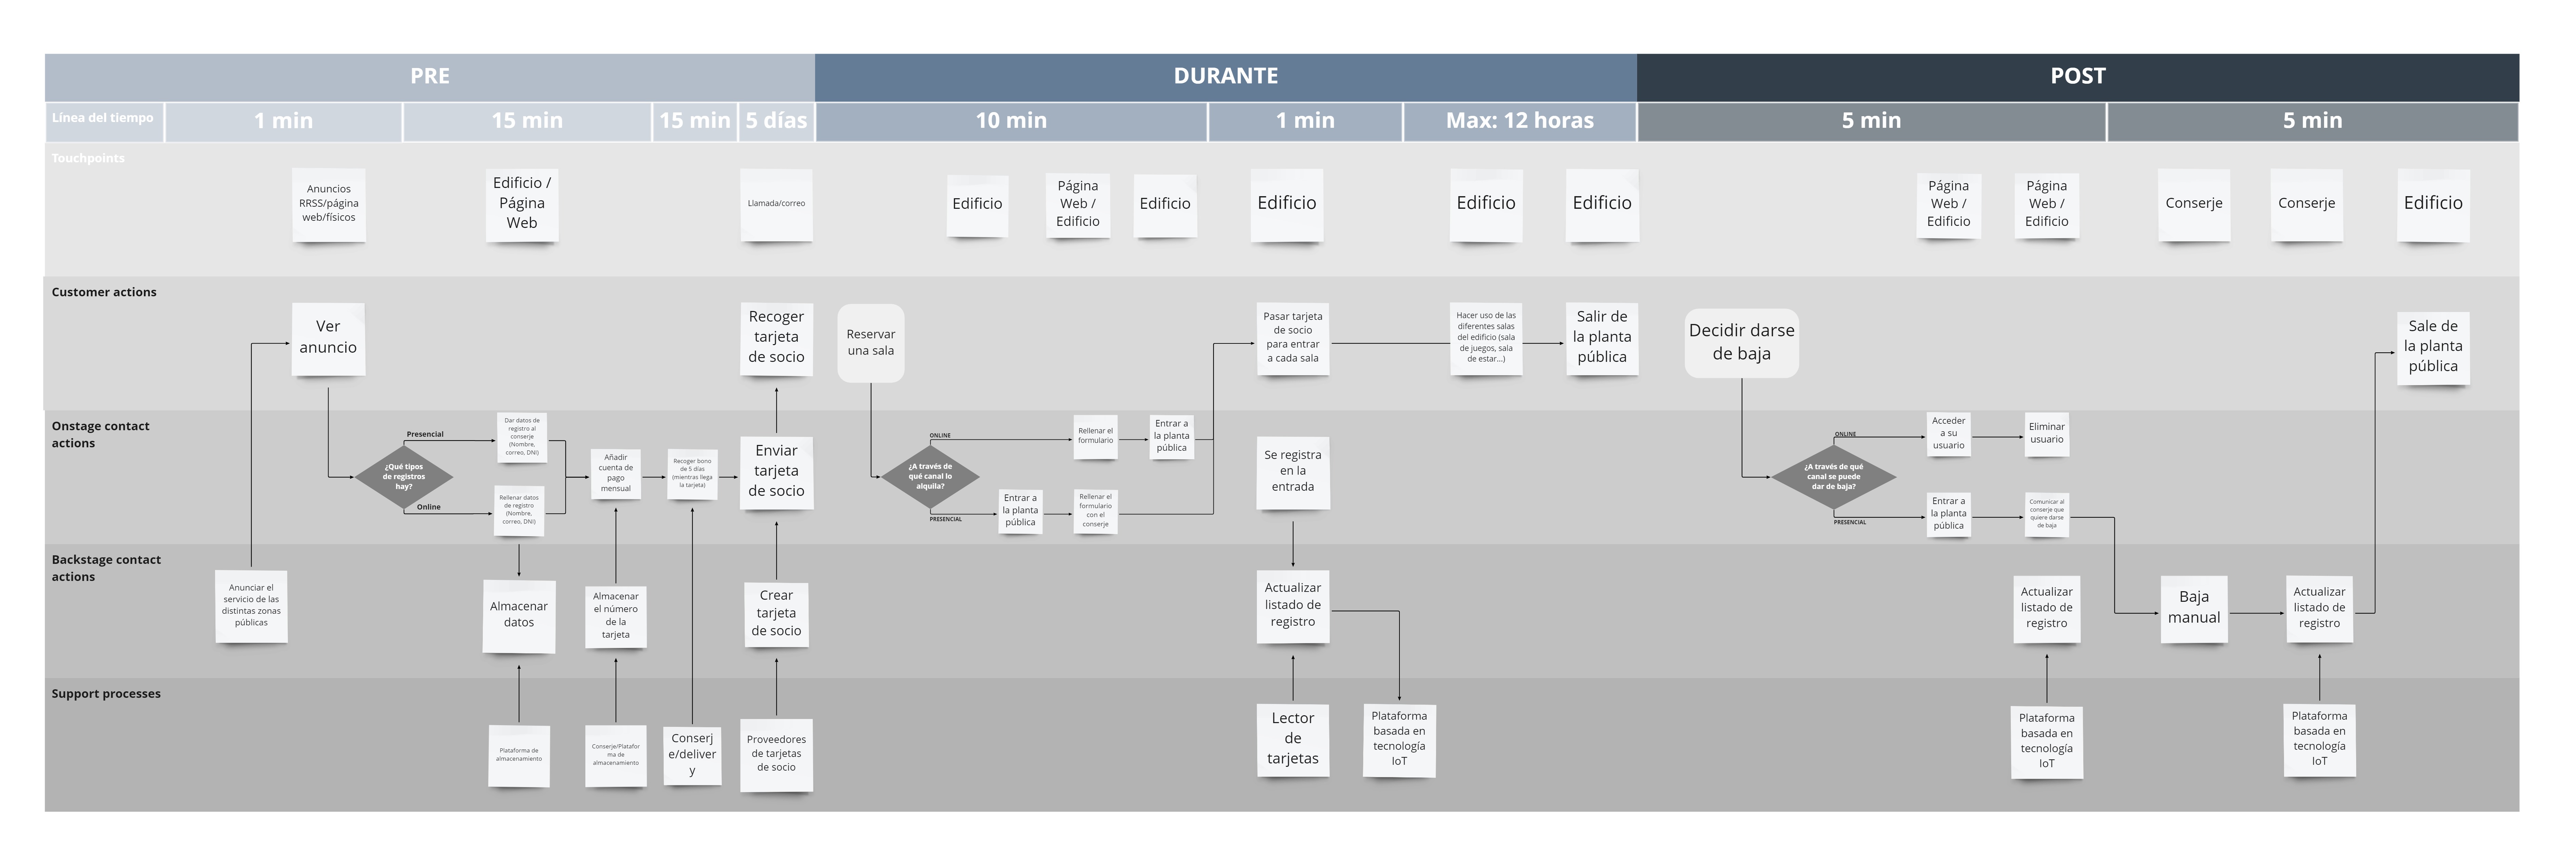 PRE
DURANTE
POST
Línea del tiempo
1 min
15 min
15 min
5 días
10 min
1 min
Max: 12 horas
5 min
5 min
Touchpoints
Anuncios
RRSS/página
web/físicos
Edificio /
Página
Web
Llamada/correo
Edificio
Página
Web /
Edificio
Edificio
Edificio
Edificio
Edificio
Página
Web /
Edificio
Página
Web /
Edificio
Conserje
Conserje
Edificio
Customer actions
Ver
anuncio
Recoger
tarjeta
de socio
Reservar
una sala
Pasar tarjeta
de socio
para entrar
a cada sala
Hacer uso de las
diferentes salas
del edificio (sala
de juegos, sala
de estar...)
Salir de
la planta
pública
Decidir darse
de baja
Sale de
la planta
pública
Onstage contact
actions
¿Qué tipos
de registros
hay?
Presencial
Online
Dar datos de
registro al
conserje
(Nombre,
correo, DNI)
Rellenar datos
de registro
(Nombre,
correo, DNI)
Añadir
cuenta de
pago
mensual
Recoger bono
de 5 días
(mientras llega
la tarjeta)
Enviar
tarjeta
de socio
¿A través de
qué canal lo
alquila?
ONLINE
PRESENCIAL
Rellenar el
formulario
Entrar a
la planta
pública
Entrar a
la planta
pública
Rellenar el
formulario
con el
conserje
Se registra
en la
entrada
¿A través de qué
canal se puede
dar de baja?
ONLINE
PRESENCIAL
Acceder
a su
usuario
Eliminar
usuario
Entrar a
la planta
pública
Comunicar al
conserje que
quiere darse
de baja
Backstage contact
actions
Anunciar el
servicio de las
distintas zonas
públicas
Almacenar
datos
Almacenar
el número
de la
tarjeta
Crear
tarjeta
de socio
Actualizar
listado de
registro
Actualizar
listado de
registro
Baja
manual
Actualizar
listado de
registro
Support processes
Plataforma de
almacenamiento
Conserje/Platafor
ma de
almacenamiento
Conserj
e/deliver
y
Proveedores
de tarjetas
de socio
Lector
de
tarjetas
Plataforma
basada en
tecnología
IoT
Plataforma
basada en
tecnología
IoT
Plataforma
basada en
tecnología
IoT